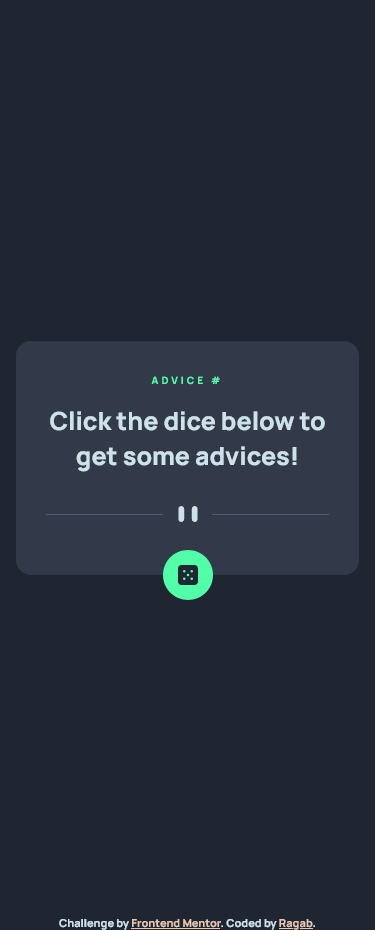 ADVICE #
Click the dice below to
get some advices!
Challenge by Frontend Mentor. Coded by Ragab.